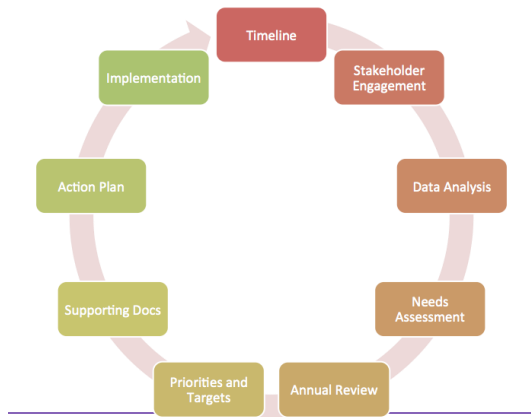 Timeline
Stakeholder
Engagement
Data Analysis
Needs
Assessment
Annual Review
Priorities and
Targets
Supporting Docs
Action Plan
Implementation